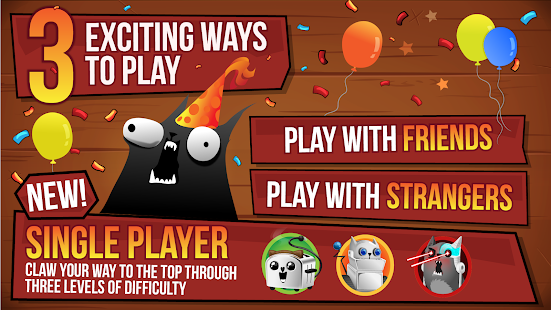 3 EXCITING WAYS
TO PLAY
PLAY WITH FRIENDS
PLAY WITH STRANGERS
NEW!
SINGLE PLAYER
CLAW YOUR WAY TO THE TOP THROUGH
THREE LEVELS OF DIFFICULTY